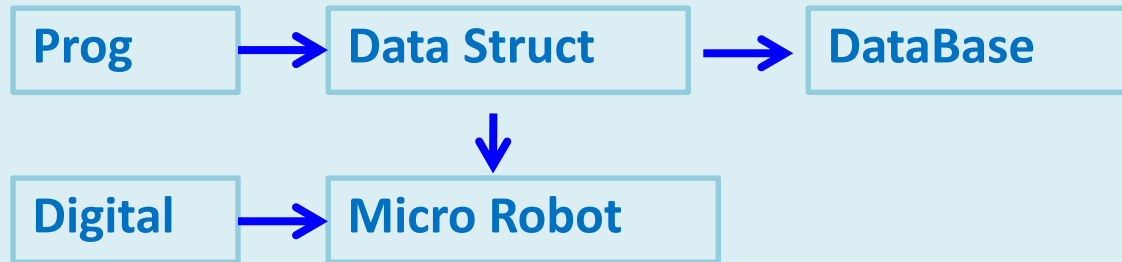 Prog
Data Struct
DataBase
Digital
Micro Robot